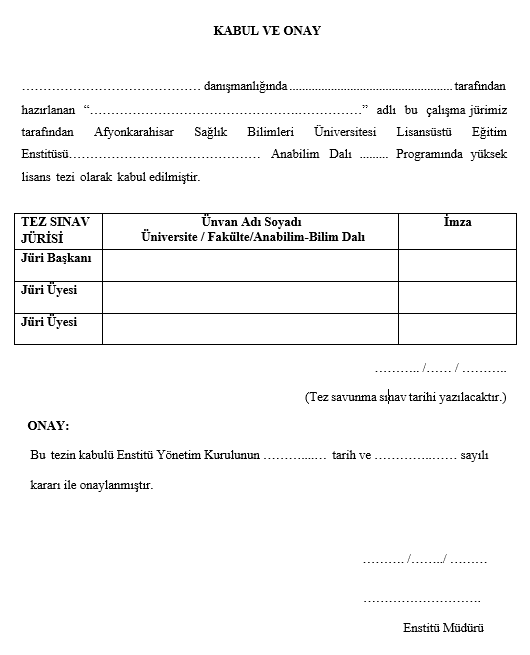 KABUL VE ONAY
……………………………………… danışmanlığında ..................................................... tarafından
hazırlanan “…………………………………………………………” adlı bu çalışma jürimiz
tarafından Afyonkarahisar Sağlık Bilimleri Üniversitesi Lisansüstü Eğitim
Enstitüsü………………………………………… Anabilim Dalı ......... Programında yüksek
lisans tezi olarak kabul edilmiştir.
TEZ SINAV JÜRİSİ
Ünvan Adı Soyadı
Üniversite / Fakülte/Anabilim-Bilim Dalı
İmza
Jüri Başkanı
Jüri Üyesi
Jüri Üyesi
……….. /…… / ………..
(Tez savunma sınav tarihi yazılacaktır.)
ONAY:
Bu tezin kabulü Enstitü Yönetim Kurulunun ………...… tarih ve …………..…… sayılı
kararı ile onaylanmıştır.
………. /......../ ………
……………………….
Enstitü Müdürü